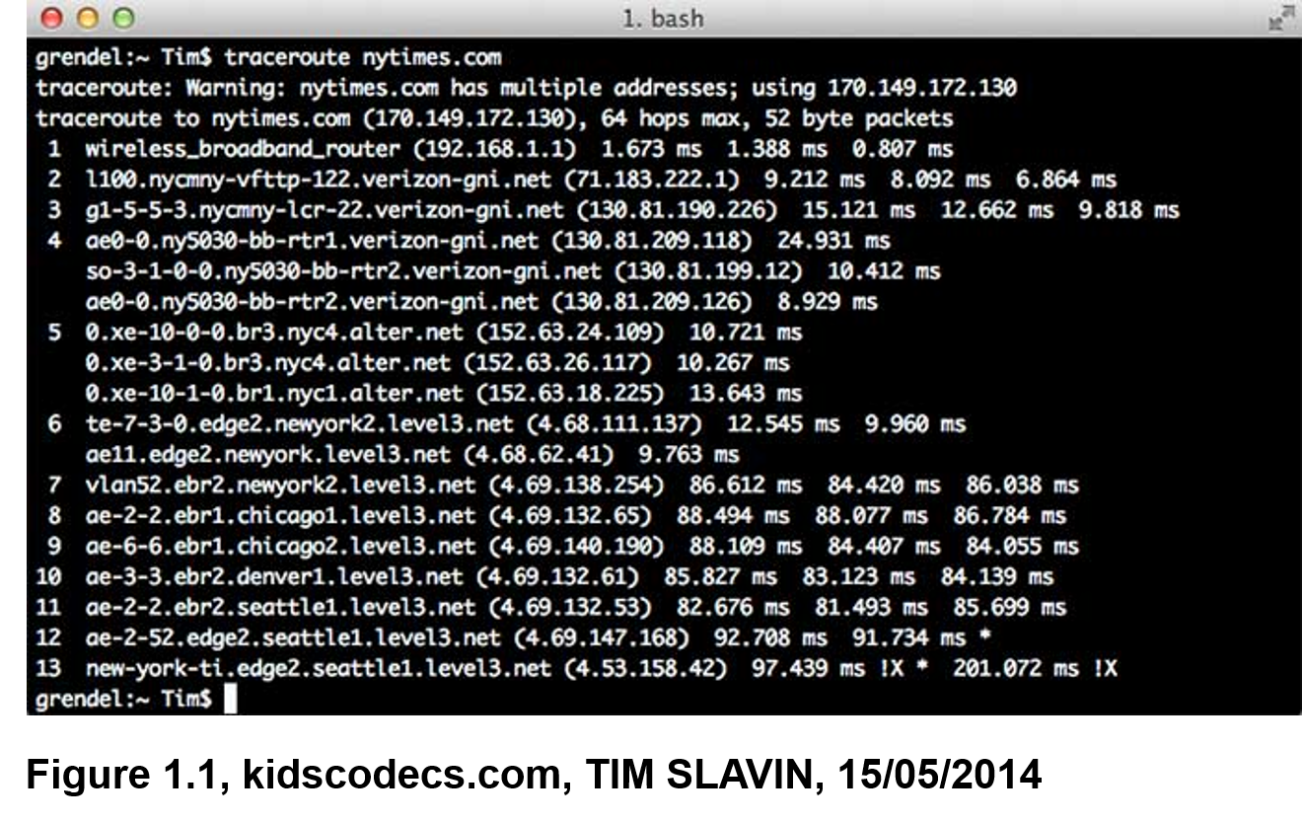 1. bash
grendel:~ Tim$ traceroute nytimes.com
traceroute: Warning: nytimes.com has multiple addresses; using 170.149.172.130
traceroute to nytimes.com (170.149.172.130), 64 hops max, 52 byte packets
1 wireless_broadband_router (192.168.1.1) 1.673 ms 1.388 ms 0.807 ms
2 l100.nycmny-vfttp-122.verizon-gni.net (71.183.222.1) 9.212 ms 8.092 ms 6.864 ms
3 g1-5-5-3.nycmny-lcr-22.verizon-gni.net (130.81.190.226) 15.121 ms 12.662 ms 9.818 ms
4 ae0-0.ny5030-bb-rtr1.verizon-gni.net (130.81.209.118) 24.931 ms
so-3-1-0-0.ny5030-bb-rtr2.verizon-gni.net (130.81.199.12) 10.412 ms
ae0-0.ny5030-bb-rtr2.verizon-gni.net (130.81.209.126) 8.929 ms
5 0.xe-10-0-0.br3.nyc4.alter.net (152.63.24.109) 10.721 ms
0.xe-3-1-0.br3.nyc4.alter.net (152.63.26.117) 10.267 ms
0.xe-10-1-0.br1.nyc1.alter.net (152.63.18.225) 13.643 ms
6 te-7-3-0.edge2.newyork2.level3.net (4.68.111.137) 12.545 ms 9.960 ms
ae11.edge2.newyork.level3.net (4.68.62.41) 9.763 ms
7 vlan52.ebr2.newyork2.level3.net (4.69.138.254) 86.612 ms 84.420 ms 86.038 ms
8 ae-2-2.ebr1.chicago1.level3.net (4.69.132.65) 88.494 ms 88.077 ms 86.784 ms
9 ae-6-6.ebr1.chicago2.level3.net (4.69.140.190) 88.109 ms 84.407 ms 84.055 ms
10 ae-3-3.ebr2.denver1.level3.net (4.69.132.61) 85.827 ms 83.123 ms 84.139 ms
11 ae-2-2.ebr2.seattle1.level3.net (4.69.132.53) 82.676 ms 81.493 ms 85.699 ms
12 ae-2-52.edge2.seattle1.level3.net (4.69.147.168) 92.708 ms 91.734 ms *
13 new-york-ti.edge2.seattle1.level3.net (4.53.158.42) 97.439 ms !X * 201.072 ms !X
grendel:~ Tim$
Figure 1.1, kidscodecs.com, TIM SLAVIN, 15/05/2014